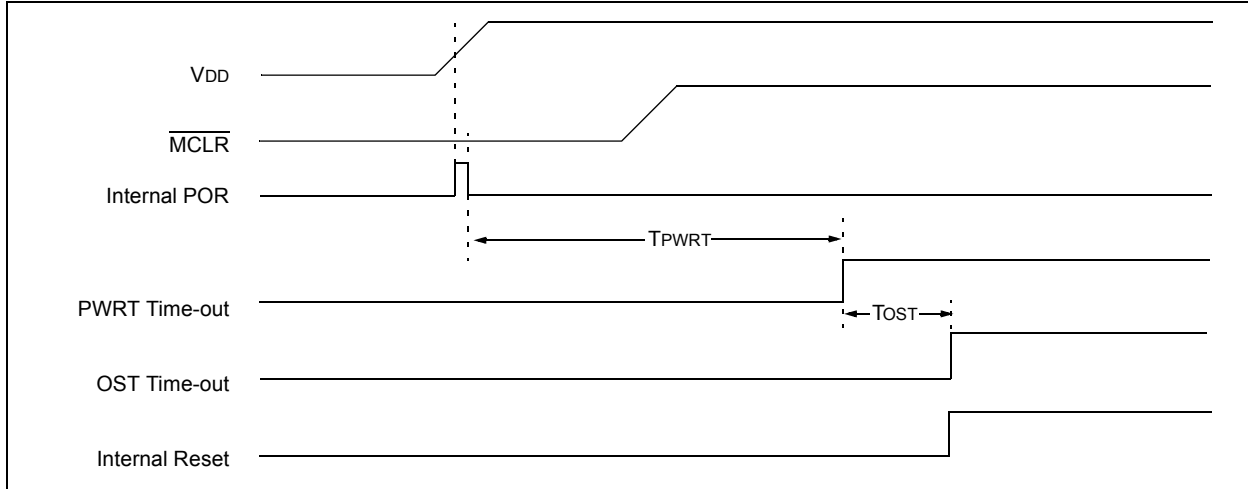 VDD
MCLR
Internal POR
TPWRT
PWRT Time-out
TOST
OST Time-out
Internal Reset